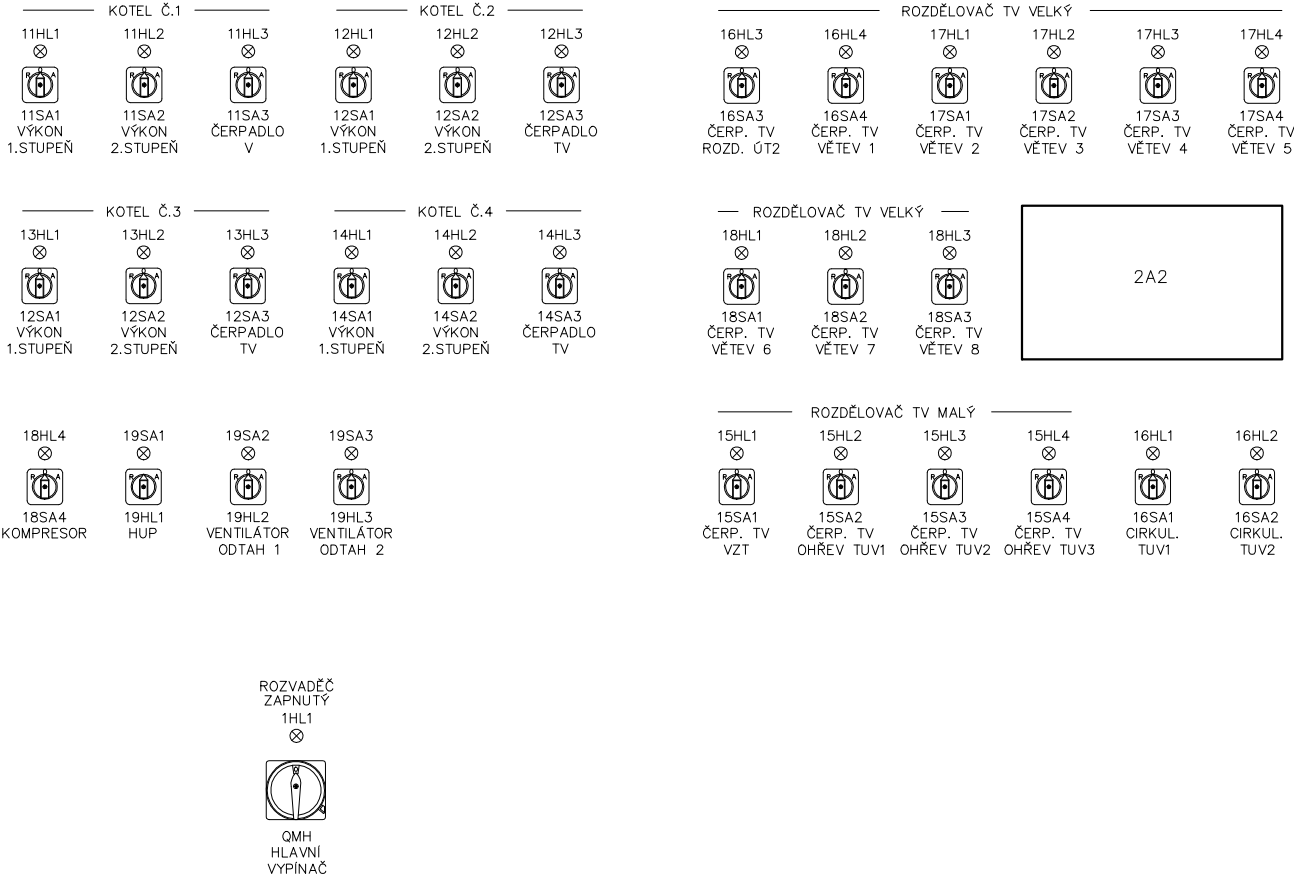 KOTEL Č.1
KOTEL Č.2
ROZDĚLOVAČ TV VELKÝ
11HL1 11HL2 11HL3 12HL1 12HL2 12HL3 16HL3 16HL4 17HL1 17HL2 17HL3 17HL4
R O A R O A R O A R O A R O A R O A R O A R O A R O A R O A R O A R O A
11SA1 11SA2 11SA3 12SA1 12SA2 12SA3 16SA3 16SA4 17SA1 17SA2 17SA3 17SA4
VÝKON VÝKON ČERPADLO VÝKON VÝKON ČERPADLO ČERP. TV ČERP. TV ČERP. TV ČERP. TV ČERP. TV ČERP. TV
1.STUPEŇ 2.STUPEŇ V 1.STUPEŇ 2.STUPEŇ TV ROZD. ÚT2 VĚTEV 1 VĚTEV 2 VĚTEV 3 VĚTEV 4 VĚTEV 5
KOTEL Č.3
KOTEL Č.4
ROZDĚLOVAČ TV VELKÝ
13HL1 13HL2 13HL3 14HL1 14HL2 14HL3 18HL1 18HL2 18HL3
R O A R O A R O A R O A R O A R O A R O A R O A R O A
2A2
12SA1 12SA2 12SA3 14SA1 14SA2 14SA3 18SA1 18SA2 18SA3
VÝKON VÝKON ČERPADLO VÝKON VÝKON ČERPADLO ČERP. TV ČERP. TV ČERP. TV
1.STUPEŇ 2.STUPEŇ TV 1.STUPEŇ 2.STUPEŇ TV VĚTEV 6 VĚTEV 7 VĚTEV 8
ROZDĚLOVAČ TV MALÝ
18HL4 19SA1 19SA2 19SA3 15HL1 15HL2 15HL3 15HL4 16HL1 16HL2
R O A R O A R O A R O A R O A R O A R O A R O A R O A R O A
18SA4 19HL1 19HL2 19HL3 15SA1 15SA2 15SA3 15SA4 16SA1 16SA2
KOMPRESOR HUP VENTILÁTOR VENTILÁTOR ČERP. TV ČERP. TV ČERP. TV ČERP. TV CIRKUL. CIRKUL.
ODTAH 1 ODTAH 2 VZT OHŘEV TUV1 OHŘEV TUV2 OHŘEV TUV3 TUV1 TUV2
ROZVADĚČ
ZAPNUTÝ
1HL1
QMH
HLAVNÍ
VYPÍNAČ